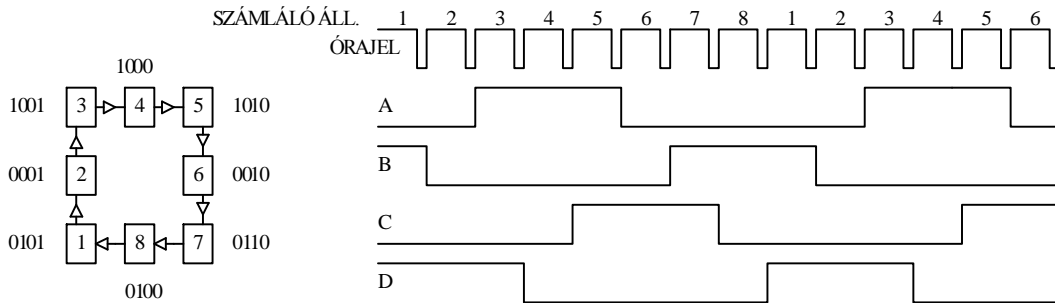 SZÁMLÁLÓ ÁLL. 1 2 3 4 5 6 7 8 1 2 3 4 5 6
ÓRAJEL
1000
1001 3 4 5 1010
A
0001 2 6 0010
B
0101 1 8 7 0110
C
0100
D